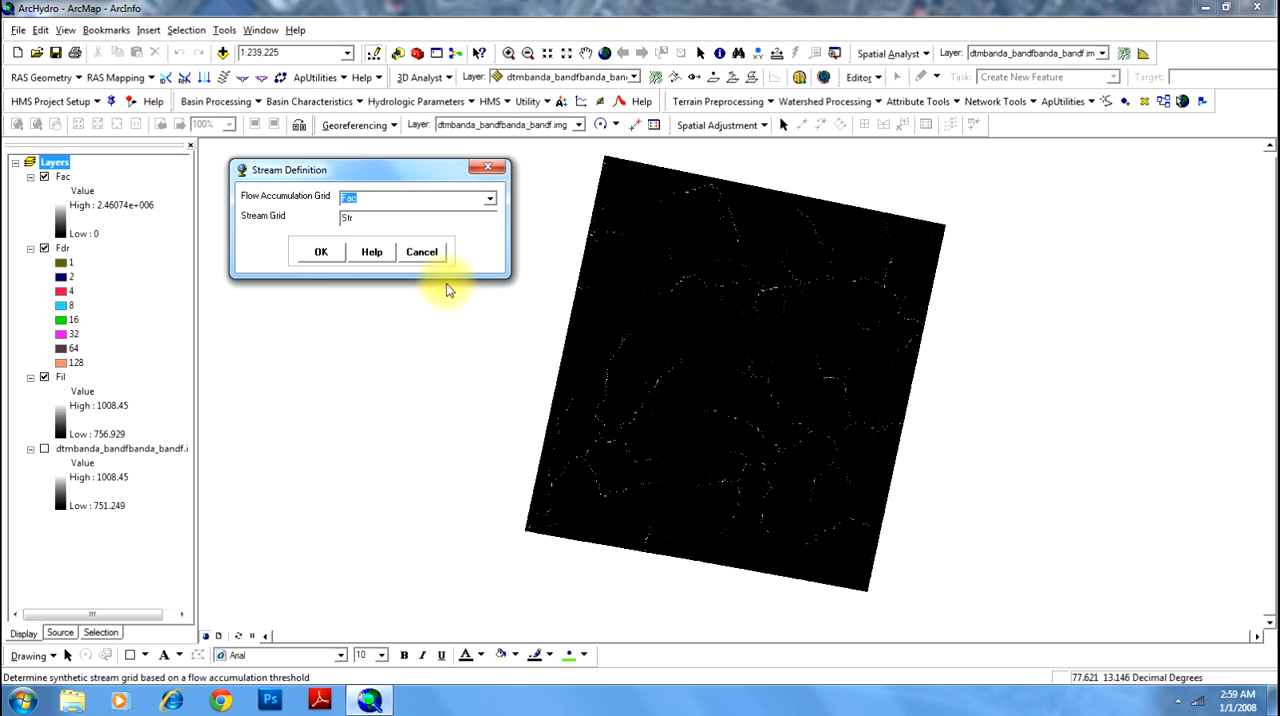 ArcHydro - ArcMap - ArcInfo
File Edit View Bookmarks Insert Selection Tools Window Help
1:239,225 Spatial Analyst Layer: dtmbanda_bandfbanda_bandf.im
RAS Geometry RAS Mapping ApUtilities Help 3D Analyst Layer: dtmbanda_bandfbanda_ban Editor Task: Create New Feature Target:
HMS Project Setup Help Basin Processing Basin Characteristics Hydrologic Parameters HMS Utility Help Terrain Preprocessing Watershed Processing Attribute Tools Network Tools ApUtilities
100% Georeferencing Layer: dtmbanda_bandfbanda_bandf.img Spatial Adjustment
Layers
Fac
Value
High : 2.46074e+006
Low : 0
Fdr
1
2
4
8
16
32
64
128
Fil
Value
High : 1008.45
Low : 756.929
dtmbanda_bandfbanda_bandf.i
Value
High : 1008.45
Low : 751.249
Stream Definition
Flow Accumulation Grid Fac
Stream Grid Str
OK Help Cancel
Display Source Selection
Drawing A Arial 10 B I U A
Determine synthetic stream grid based on a flow accumulation threshold 77.621 13.146 Decimal Degrees
Ps 2:59 AM
1/1/2008